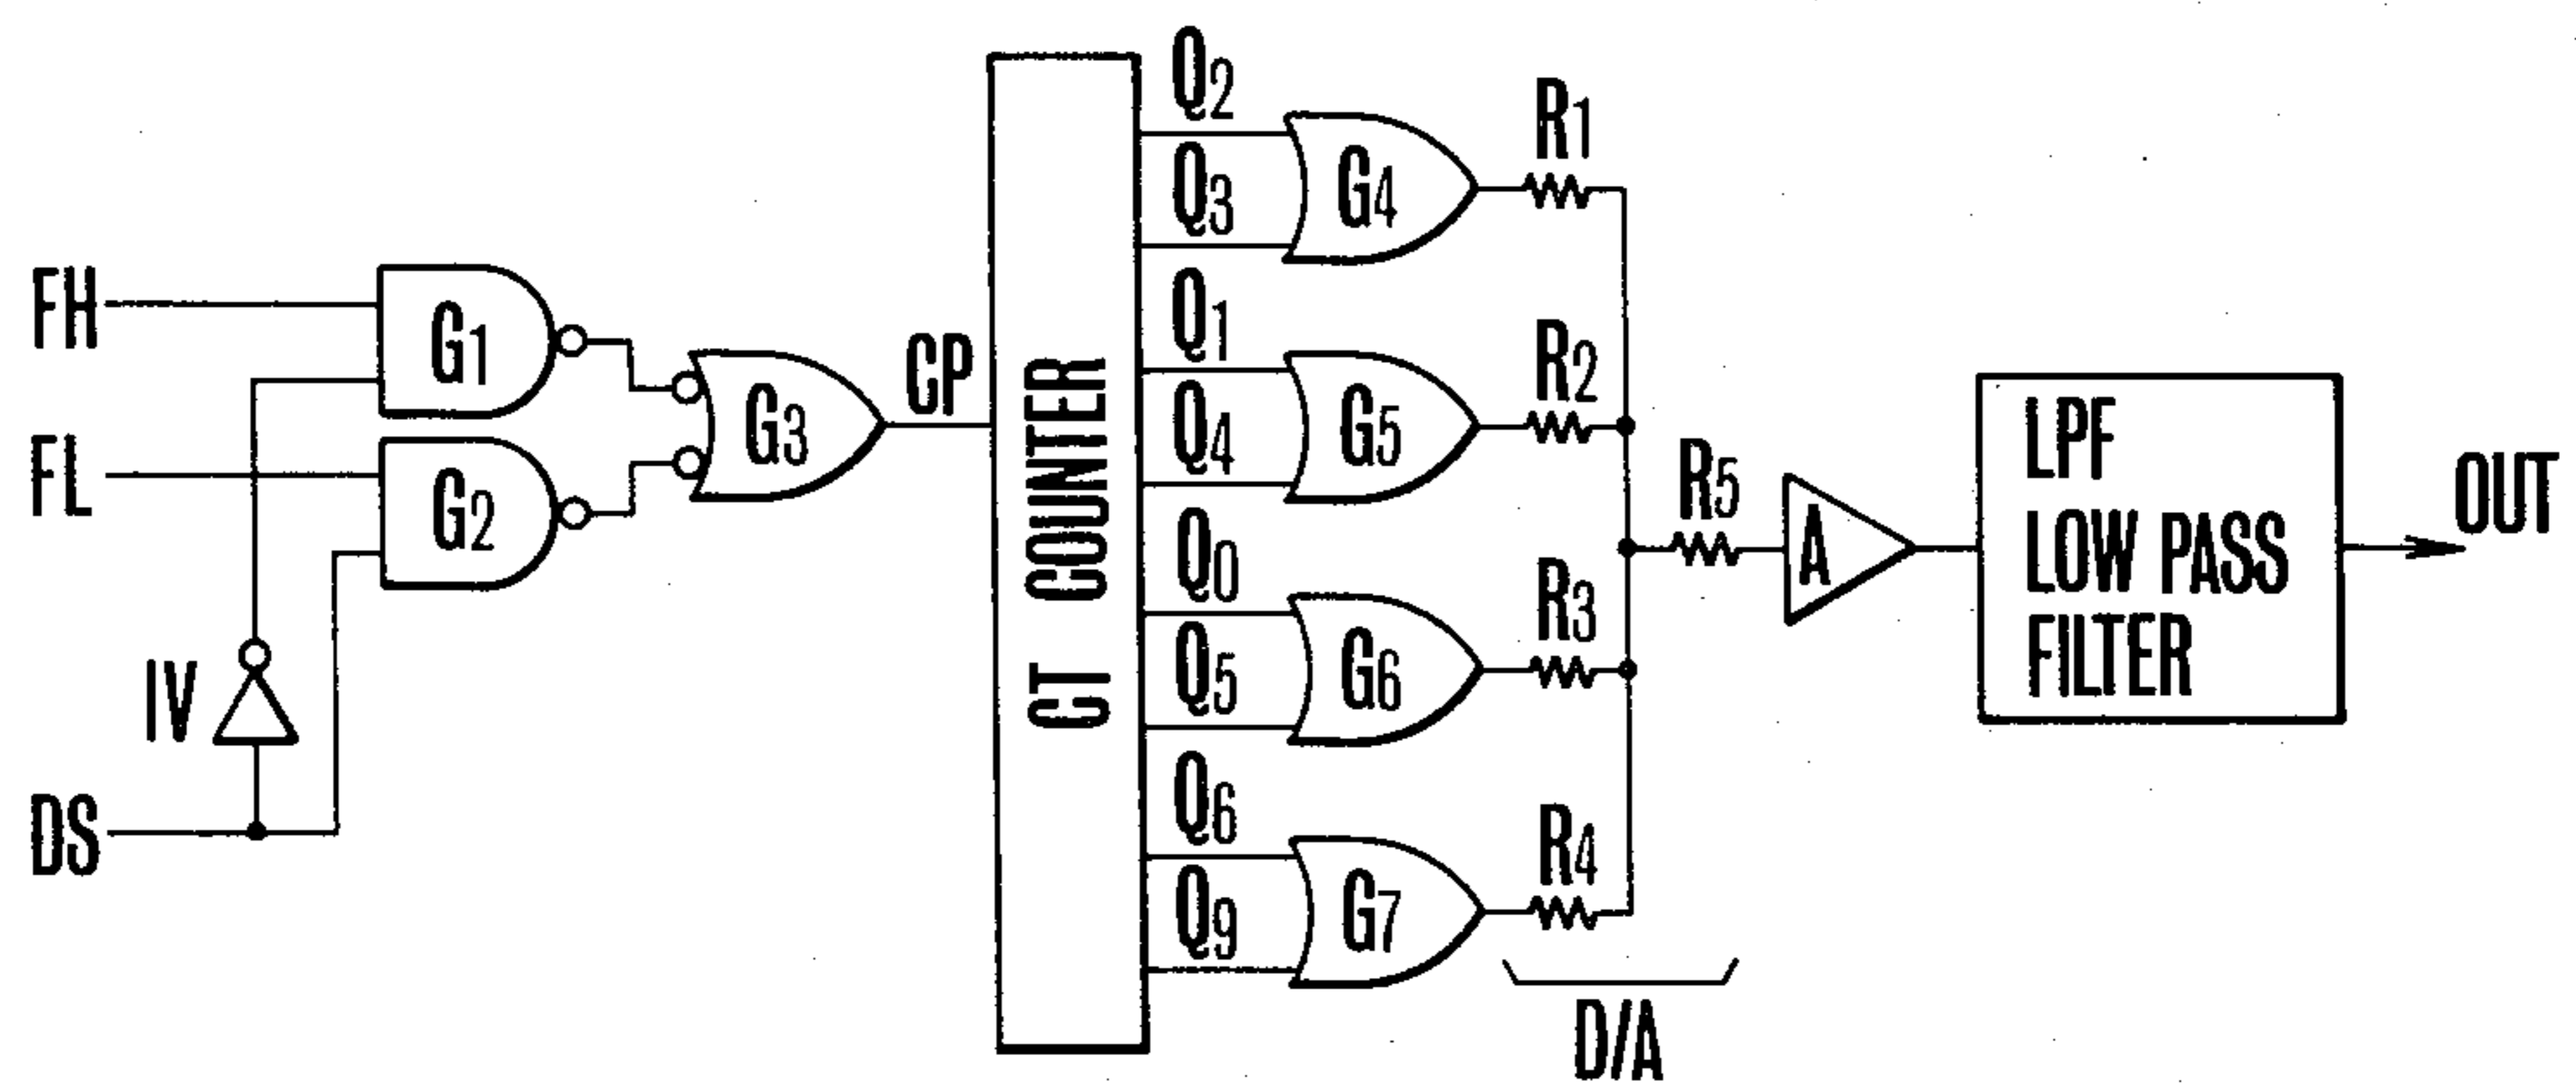 FH
FL
DS
IV
G1
G2
G3
CP
CT COUNTER
Q2
Q3
Q1
Q4
Q0
Q5
Q6
Q9
G4
G5
G6
G7
R1
R2
R3
R4
D/A
R5
A
LPF
LOW PASS
FILTER
OUT